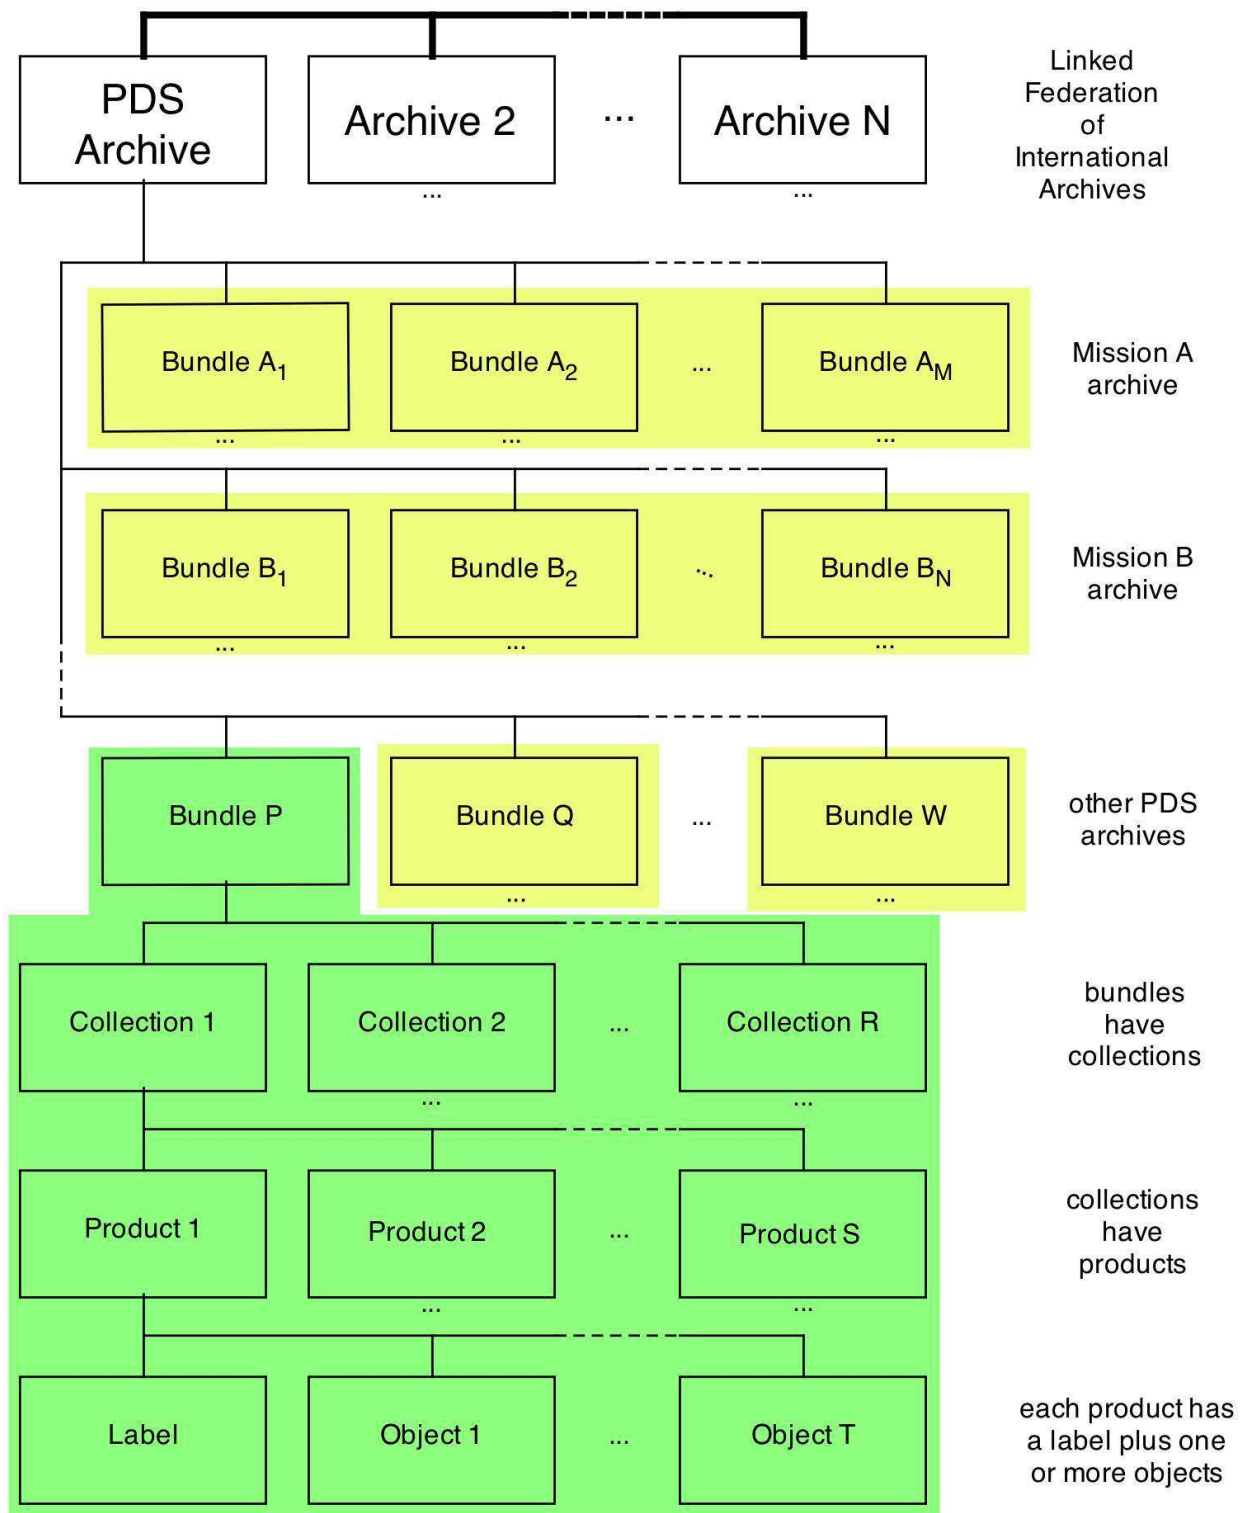 PDS
Archive
Archive 2
...
Archive N
Linked
Federation
of
International
Archives
...
...
Bundle A1
Bundle A2
...
Bundle AM
Mission A
archive
...
...
...
Bundle B1
Bundle B2
...
Bundle BN
Mission B
archive
...
...
...
Bundle P
Bundle Q
...
Bundle W
other PDS
archives
...
...
Collection 1
Collection 2
...
Collection R
bundles
have
collections
...
...
Product 1
Product 2
...
Product S
collections
have
products
...
...
Label
Object 1
...
Object T
each product has
a label plus one
or more objects